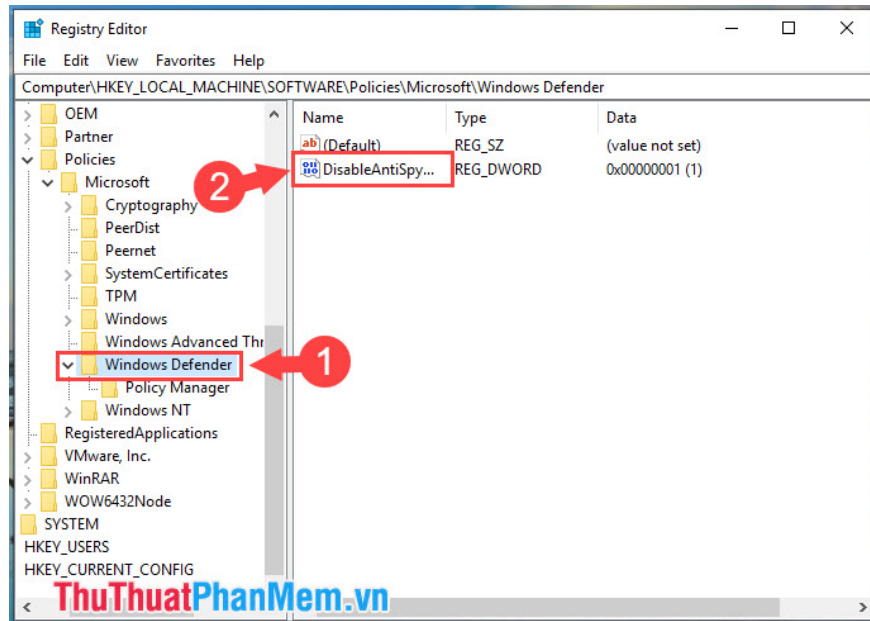 Registry Editor
File Edit View Favorites Help
Computer\HKEY_LOCAL_MACHINE\SOFTWARE\Policies\Microsoft\Windows Defender
OEM
Partner
Policies
Microsoft
Cryptography
PeerDist
Peernet
SystemCertificates
TPM
Windows
Windows Advanced Thr
Windows Defender
Policy Manager
Windows NT
RegisteredApplications
VMware, Inc.
WinRAR
WOW6432Node
SYSTEM
HKEY_USERS
HKEY_CURRENT_CONFIG
Name Type Data
(Default) REG_SZ (value not set)
DisableAntiSpy... REG_DWORD 0x00000001 (1)
2
1
ThuThuatPhanMem.vn